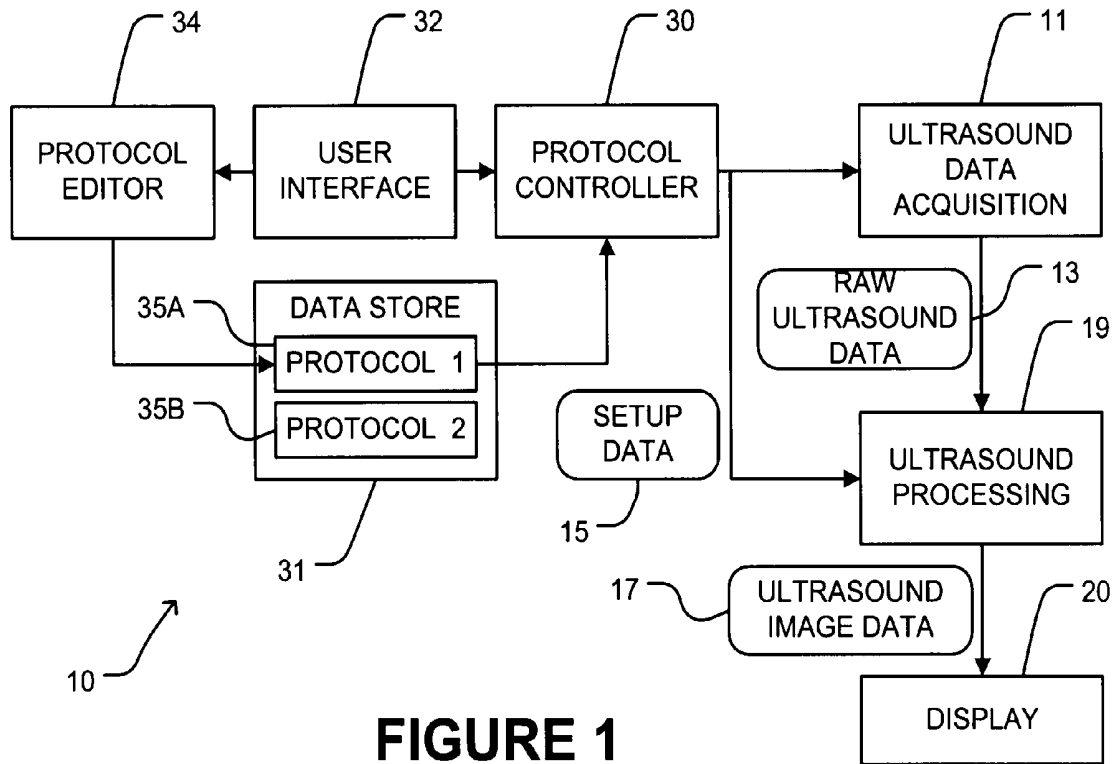 34
32
30
11
PROTOCOL
EDITOR
USER
INTERFACE
PROTOCOL
CONTROLLER
ULTRASOUND
DATA
ACQUISITION
35A
DATA STORE
PROTOCOL 1
35B
PROTOCOL 2
31
RAW
ULTRASOUND
DATA
13
SETUP
DATA
15
19
ULTRASOUND
PROCESSING
17
ULTRASOUND
IMAGE DATA
20
DISPLAY
10
FIGURE 1